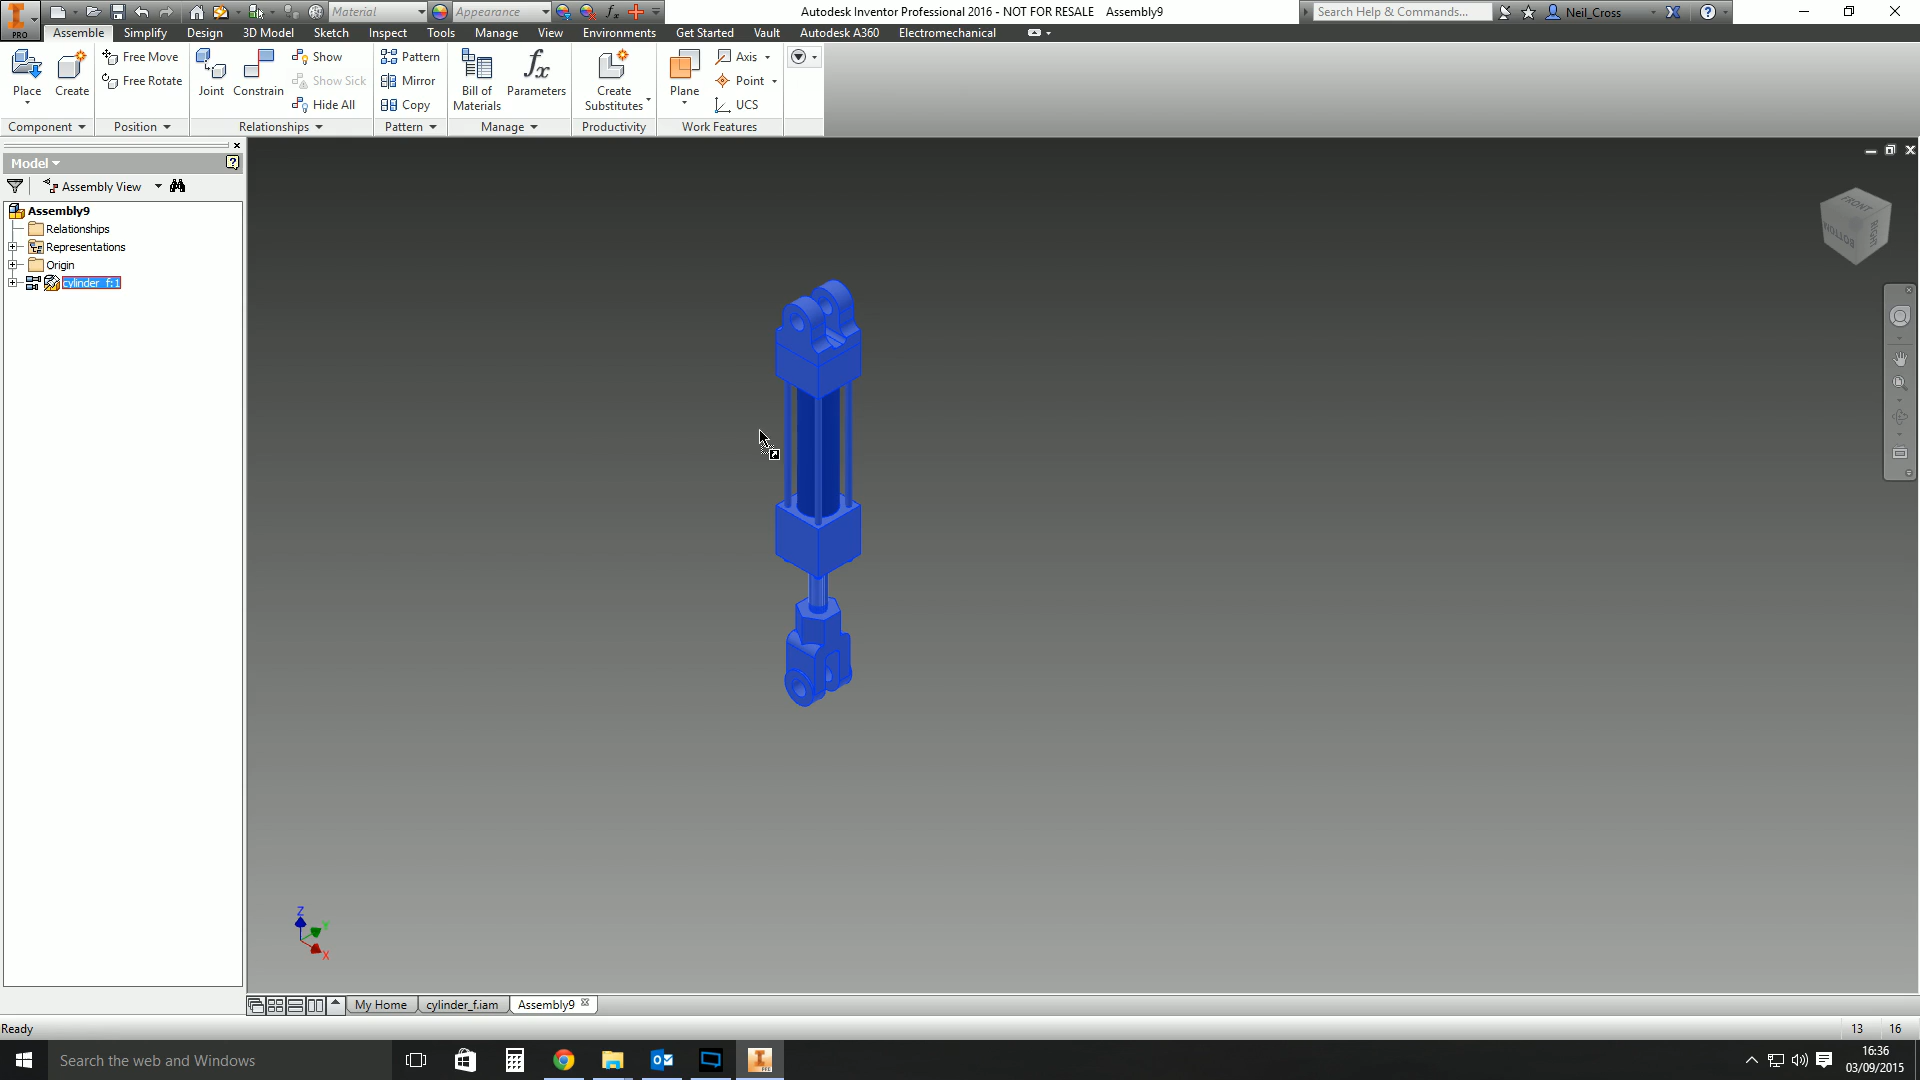 Material
Appearance
Autodesk Inventor Professional 2016 - NOT FOR RESALE Assembly9
Search Help & Commands...
Neil_Cross
PRO
Assemble Simplify Design 3D Model Sketch Inspect Tools Manage View Environments Get Started Vault Autodesk A360 Electromechanical
Place
Create
Free Move
Free Rotate
Joint
Constrain
Show
Show Sick
Hide All
Pattern
Mirror
Copy
Bill of
Materials
Parameters
Create
Substitutes
Plane
Axis
Point
UCS
Component Position Relationships Pattern Manage Productivity Work Features
Model
Assembly View
Assembly9
Relationships
Representations
Origin
cylinder_f:1
FRONT
BOTTOM
RIGHT
Z
Y
X
My Home cylinder_f.iam Assembly9
Ready
13 16
Search the web and Windows
16:36
03/09/2015